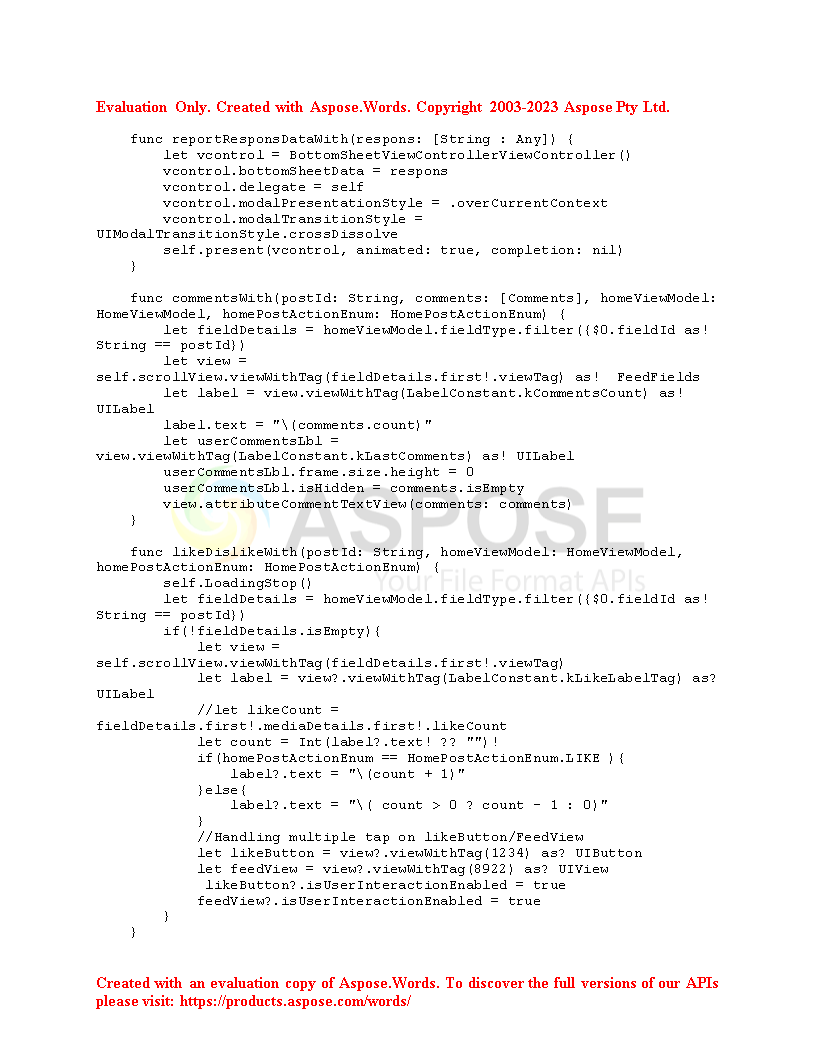 Evaluation Only. Created with Aspose.Words. Copyright 2003-2023 Aspose Pty Ltd.
    func reportResponsDataWith(respons: [String : Any]) {
        let vcontrol = BottomSheetViewControllerViewController()
        vcontrol.bottomSheetData = respons
        vcontrol.delegate = self
        vcontrol.modalPresentationStyle = .overCurrentContext
        vcontrol.modalTransitionStyle =
UIModalTransitionStyle.crossDissolve
        self.present(vcontrol, animated: true, completion: nil)
    }
    func commentsWith(postId: String, comments: [Comments], homeViewModel:
HomeViewModel, homePostActionEnum: HomePostActionEnum) {
        let fieldDetails = homeViewModel.fieldType.filter({$0.fieldId as!
String == postId})
        let view =
self.scrollView.viewWithTag(fieldDetails.first!.viewTag) as!  FeedFields
        let label = view.viewWithTag(LabelConstant.kCommentsCount) as!
UILabel
        label.text = "\(comments.count)"
        let userCommentsLbl =
view.viewWithTag(LabelConstant.kLastComments) as! UILabel
        userCommentsLbl.frame.size.height = 0
        userCommentsLbl.isHidden = comments.isEmpty
        view.attributeCommentTextView(comments: comments)
    }
ASPOSE
Your File Format APIs
    func likeDislikeWith(postId: String, homeViewModel: HomeViewModel,
homePostActionEnum: HomePostActionEnum) {
        self.LoadingStop()
        let fieldDetails = homeViewModel.fieldType.filter({$0.fieldId as!
String == postId})
        if(!fieldDetails.isEmpty){
            let view =
self.scrollView.viewWithTag(fieldDetails.first!.viewTag)
            let label = view?.viewWithTag(LabelConstant.kLikeLabelTag) as?
UILabel
            //let likeCount =
fieldDetails.first!.mediaDetails.first!.likeCount
            let count = Int(label?.text! ?? "")!
            if(homePostActionEnum == HomePostActionEnum.LIKE ){
                label?.text = "\(count + 1)"
            }else{
                label?.text = "\( count > 0 ? count - 1 : 0)"
            }
            //Handling multiple tap on likeButton/FeedView
            let likeButton = view?.viewWithTag(1234) as? UIButton
            let feedView = view?.viewWithTag(8922) as? UIView
             likeButton?.isUserInteractionEnabled = true
            feedView?.isUserInteractionEnabled = true
        }
    }
Created with an evaluation copy of Aspose.Words. To discover the full versions of our APIs
please visit: https://products.aspose.com/words/